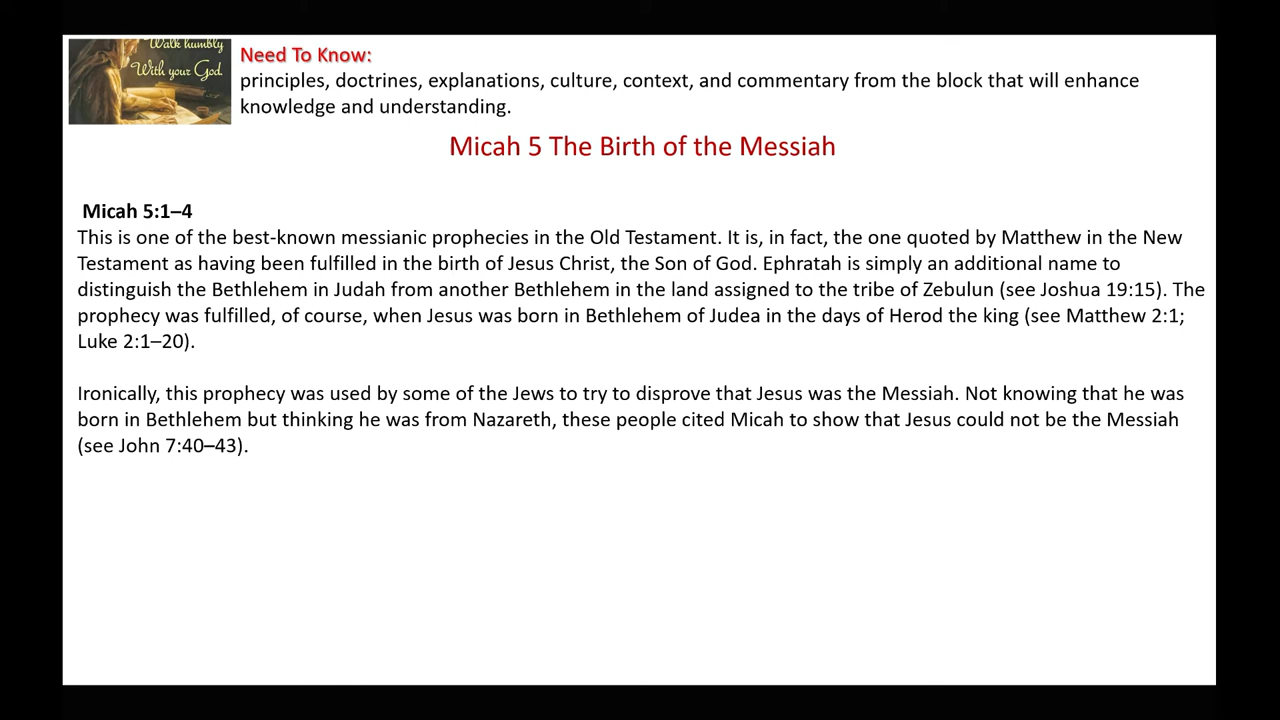 Walk humbly
With your God.
Need To Know:
principles, doctrines, explanations, culture, context, and commentary from the block that will enhance
knowledge and understanding.
Micah 5 The Birth of the Messiah
Micah 5:1–4
This is one of the best-known messianic prophecies in the Old Testament. It is, in fact, the one quoted by Matthew in the New
Testament as having been fulfilled in the birth of Jesus Christ, the Son of God. Ephratah is simply an additional name to
distinguish the Bethlehem in Judah from another Bethlehem in the land assigned to the tribe of Zebulun (see Joshua 19:15). The
prophecy was fulfilled, of course, when Jesus was born in Bethlehem of Judea in the days of Herod the king (see Matthew 2:1;
Luke 2:1–20).
Ironically, this prophecy was used by some of the Jews to try to disprove that Jesus was the Messiah. Not knowing that he was
born in Bethlehem but thinking he was from Nazareth, these people cited Micah to show that Jesus could not be the Messiah
(see John 7:40–43).